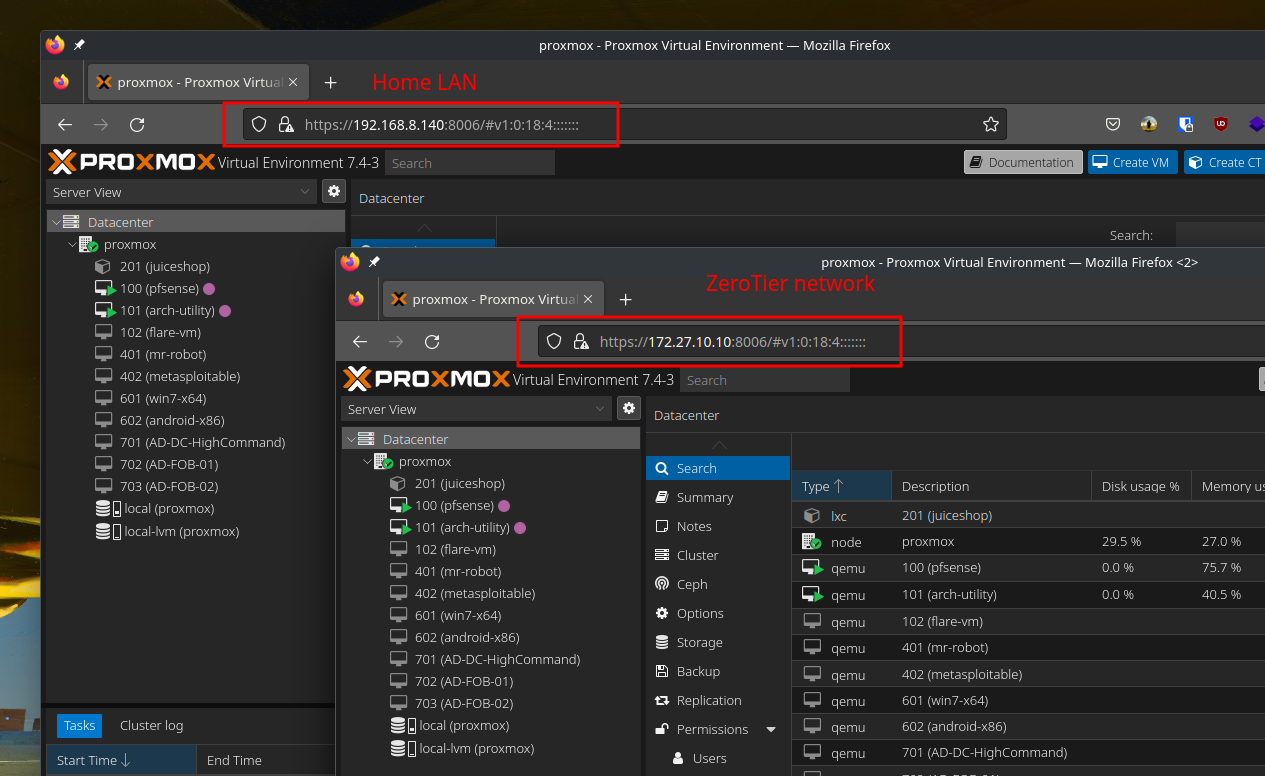 proxmox - Proxmox Virtual Environment — Mozilla Firefox
proxmox - Proxmox Virtua
Home LAN
https://192.168.8.140:8006/#v1:0:18:4:::::::
PROXMOX Virtual Environment 7.4-3 Search Documentation Create VM Create CT
Server View
Datacenter
Search:
Datacenter
proxmox
201 (juiceshop)
100 (pfsense)
101 (arch-utility)
102 (flare-vm)
401 (mr-robot)
402 (metasploitable)
601 (win7-x64)
602 (android-x86)
701 (AD-DC-HighCommand)
702 (AD-FOB-01)
703 (AD-FOB-02)
local (proxmox)
local-lvm (proxmox)
Tasks Cluster log
Start Time End Time
proxmox - Proxmox Virtual Environment — Mozilla Firefox <2>
ZeroTier network
proxmox - Proxmox Virtua
https://172.27.10.10:8006/#v1:0:18:4:::::::
PROXMOX Virtual Environment 7.4-3 Search
Server View
Datacenter
proxmox
201 (juiceshop)
100 (pfsense)
101 (arch-utility)
102 (flare-vm)
401 (mr-robot)
402 (metasploitable)
601 (win7-x64)
602 (android-x86)
701 (AD-DC-HighCommand)
702 (AD-FOB-01)
703 (AD-FOB-02)
local (proxmox)
local-lvm (proxmox)
Datacenter
Search
Summary
Notes
Cluster
Ceph
Options
Storage
Backup
Replication
Permissions
Users
Type Description Disk usage % Memory us
lxc 201 (juiceshop)
node proxmox 29.5 % 27.0 %
qemu 100 (pfsense) 0.0 % 75.7 %
qemu 101 (arch-utility) 0.0 % 40.5 %
qemu 102 (flare-vm)
qemu 401 (mr-robot)
qemu 402 (metasploitable)
qemu 601 (win7-x64)
qemu 602 (android-x86)
qemu 701 (AD-DC-HighCommand)